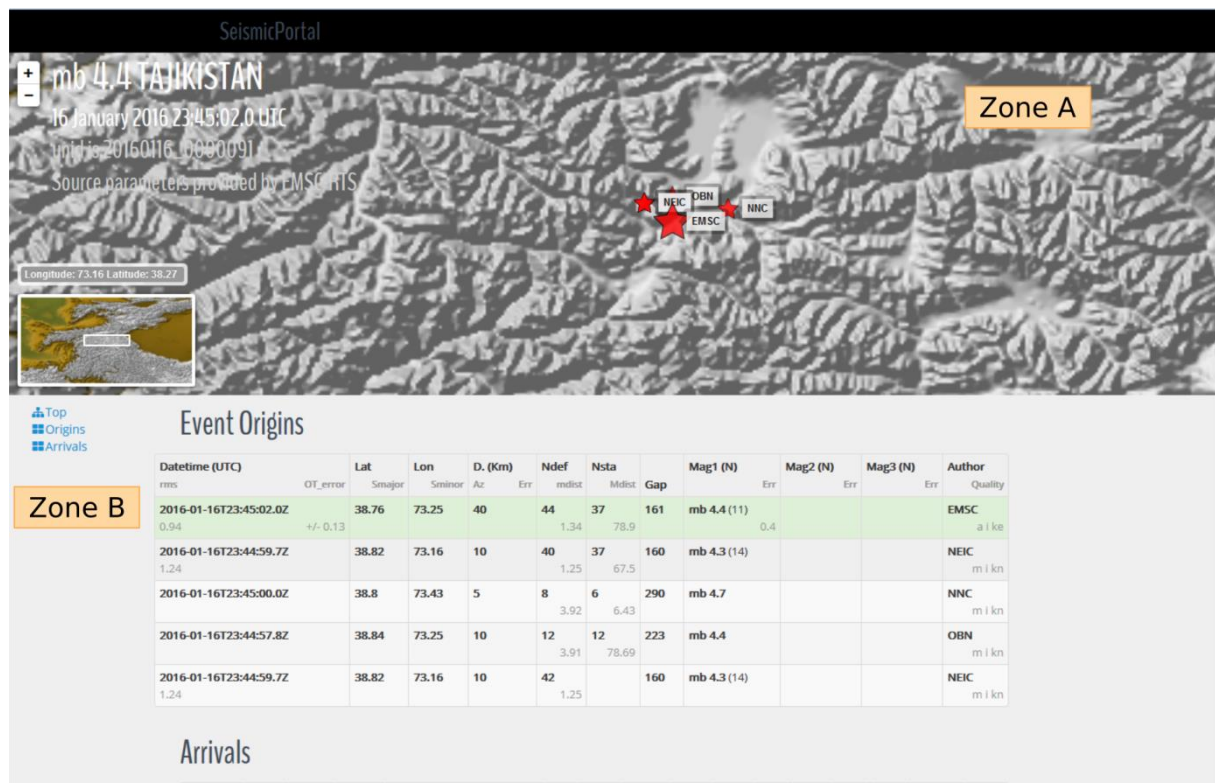 SeismicPortal
+
−
mb 4.4 TAJIKISTAN
16 January 2016 23:45:02.0 UTC
unid is 20160116_0000091
Source parameters provided by EMSC-RTS
Zone A
NEIC
OBN
NNC
EMSC
Longitude: 73.16 Latitude: 38.27
Top
Origins
Arrivals
Zone B
Event Origins
Datetime (UTC) Lat Lon D. (Km) Ndef Nsta Gap Mag1 (N) Mag2 (N) Mag3 (N) Author
rms OT_error Smajor Sminor Az Err mdist Mdist Err Err Err Quality
2016-01-16T23:45:02.0Z 38.76 73.25 40 44 37 161 mb 4.4 (11) EMSC
0.94 +/- 0.13 1.34 78.9 0.4 a i ke
2016-01-16T23:44:59.7Z 38.82 73.16 10 40 37 160 mb 4.3 (14) NEIC
1.24 1.25 67.5 m i kn
2016-01-16T23:45:00.0Z 38.8 73.43 5 8 6 290 mb 4.7 NNC
3.92 6.43 m i kn
2016-01-16T23:44:57.8Z 38.84 73.25 10 12 12 223 mb 4.4 OBN
3.91 78.69 m i kn
2016-01-16T23:44:59.7Z 38.82 73.16 10 42 160 mb 4.3 (14) NEIC
1.24 1.25 m i kn
Arrivals